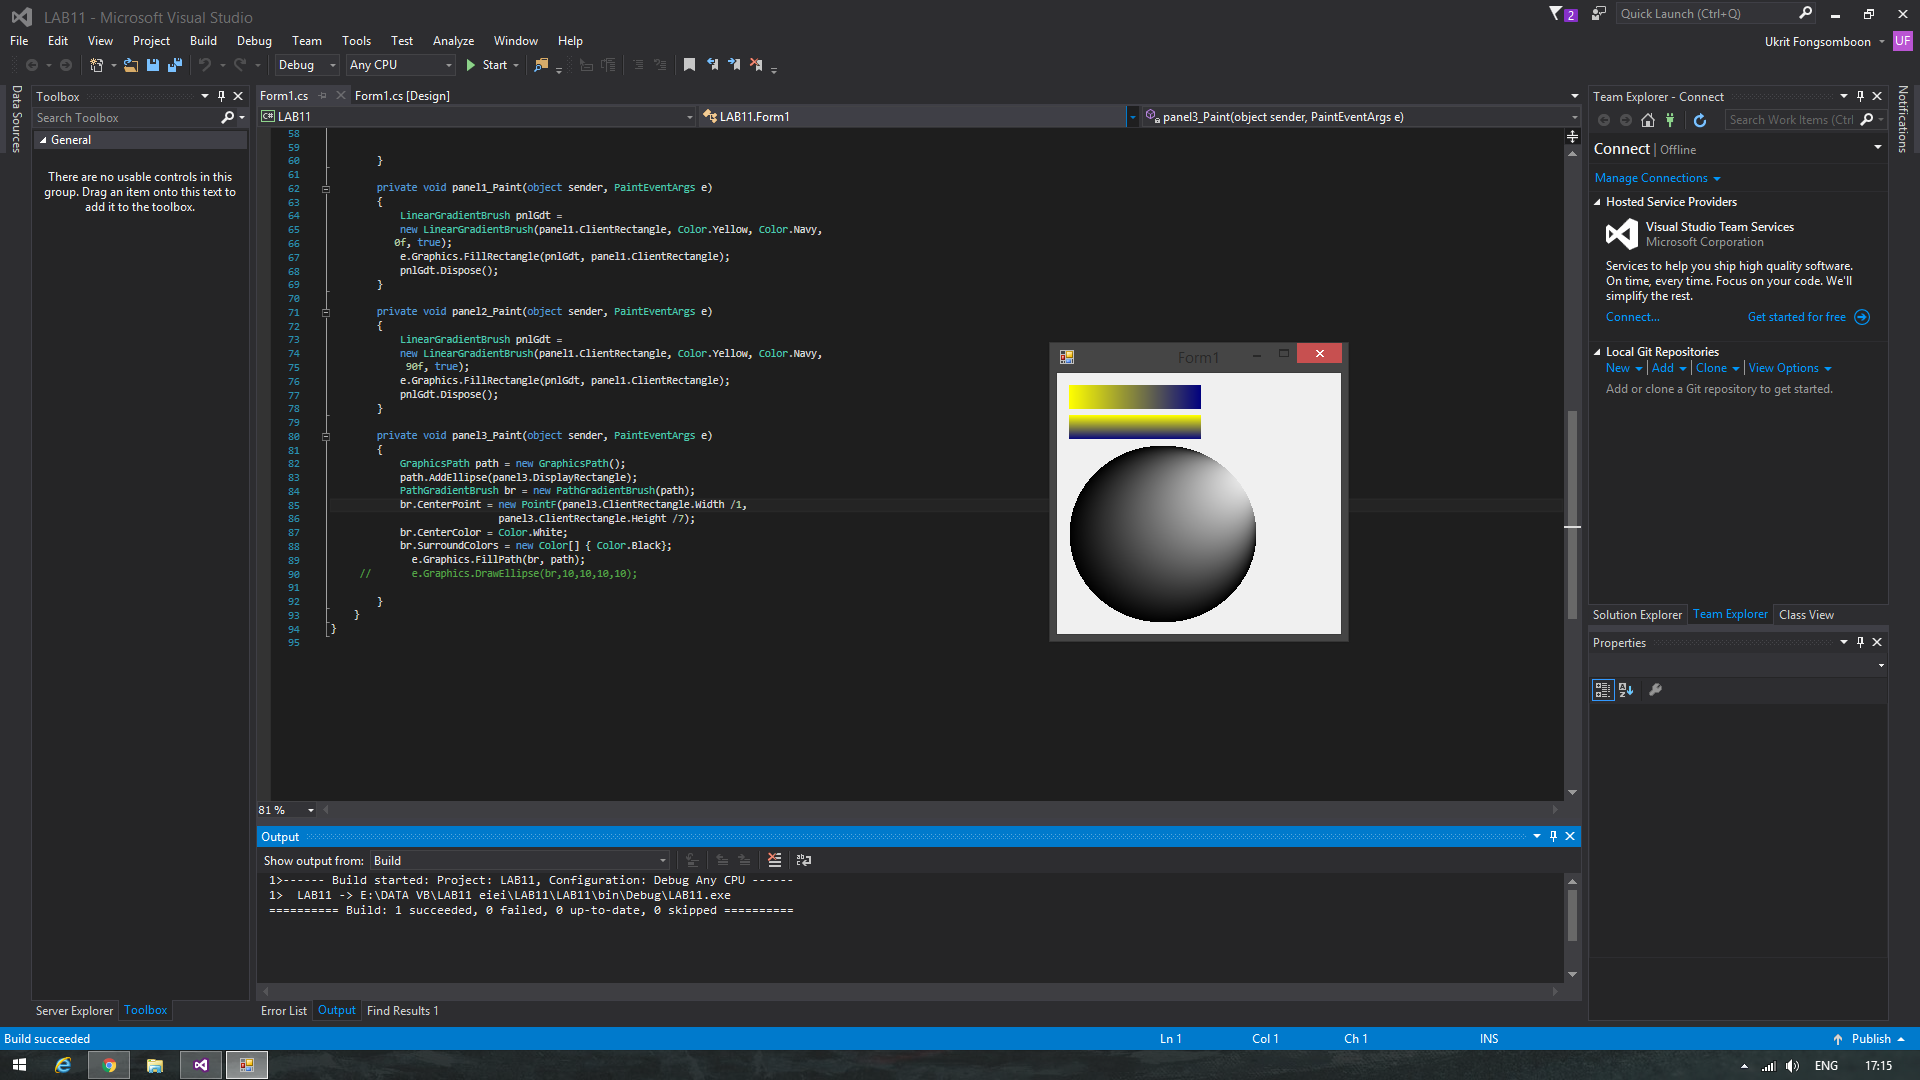 LAB11 - Microsoft Visual Studio
2
Quick Launch (Ctrl+Q)
File Edit View Project Build Debug Team Tools Test Analyze Window Help
Ukrit Fongsomboon UF
Debug Any CPU Start
Data Sources
Toolbox
Search Toolbox
General
There are no usable controls in this
group. Drag an item onto this text to
add it to the toolbox.
Server Explorer Toolbox
Form1.cs Form1.cs [Design]
C# LAB11 LAB11.Form1 panel3_Paint(object sender, PaintEventArgs e)
58
59
60 }
61
62 private void panel1_Paint(object sender, PaintEventArgs e)
63 {
64 LinearGradientBrush pnlGdt =
65 new LinearGradientBrush(panel1.ClientRectangle, Color.Yellow, Color.Navy,
66 0f, true);
67 e.Graphics.FillRectangle(pnlGdt, panel1.ClientRectangle);
68 pnlGdt.Dispose();
69 }
70
71 private void panel2_Paint(object sender, PaintEventArgs e)
72 {
73 LinearGradientBrush pnlGdt =
74 new LinearGradientBrush(panel1.ClientRectangle, Color.Yellow, Color.Navy,
75 90f, true);
76 e.Graphics.FillRectangle(pnlGdt, panel1.ClientRectangle);
77 pnlGdt.Dispose();
78 }
79
80 private void panel3_Paint(object sender, PaintEventArgs e)
81 {
82 GraphicsPath path = new GraphicsPath();
83 path.AddEllipse(panel3.DisplayRectangle);
84 PathGradientBrush br = new PathGradientBrush(path);
85 br.CenterPoint = new PointF(panel3.ClientRectangle.Width /1,
86 panel3.ClientRectangle.Height /7);
87 br.CenterColor = Color.White;
88 br.SurroundColors = new Color[] { Color.Black};
89 e.Graphics.FillPath(br, path);
90 // e.Graphics.DrawEllipse(br,10,10,10,10);
91
92 }
93 }
94 }
95
81 %
Form1
Output
Show output from: Build
1>------ Build started: Project: LAB11, Configuration: Debug Any CPU ------
1> LAB11 -> E:\DATA VB\LAB11 eiei\LAB11\LAB11\bin\Debug\LAB11.exe
========== Build: 1 succeeded, 0 failed, 0 up-to-date, 0 skipped ==========
Error List Output Find Results 1
Team Explorer - Connect
Search Work Items (Ctrl
Connect | Offline
Manage Connections
Hosted Service Providers
Visual Studio Team Services
Microsoft Corporation
Services to help you ship high quality software.
On time, every time. Focus on your code. We'll
simplify the rest.
Connect... Get started for free
Local Git Repositories
New Add Clone View Options
Add or clone a Git repository to get started.
Solution Explorer Team Explorer Class View
Properties
Notifications
Build succeeded Ln 1 Col 1 Ch 1 INS Publish
ENG 17:15